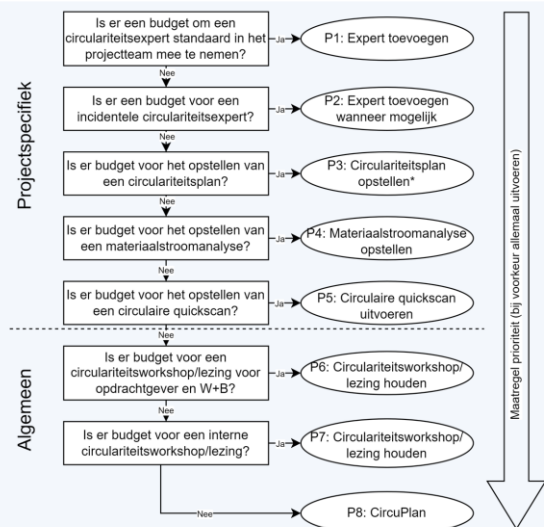 Projectspecifiek
Is er een budget om een
circulariteitsexpert standaard in het
projectteam mee te nemen?
Ja
P1: Expert toevoegen
Nee
Is er een budget voor een
incidentele circulariteitsexpert?
Ja
P2: Expert toevoegen
wanneer mogelijk
Nee
Is er budget voor het opstellen van
een circulariteitsplan?
Ja
P3: Circulariteitsplan
opstellen*
Nee
Is er budget voor het opstellen van
een materiaalstroomanalyse?
Ja
P4: Materiaalstroomanalyse
opstellen
Nee
Is er budget voor het opstellen van
een circulaire quickscan?
Ja
P5: Circulaire quickscan
uitvoeren
Nee
Algemeen
Is er budget voor een
circulariteitsworkshop/lezing voor
opdrachtgever en W+B?
Ja
P6: Circulariteitsworkshop/
lezing houden
Nee
Is er budget voor een interne
circulariteitsworkshop/lezing?
Ja
P7: Circulariteitsworkshop/
lezing houden
Nee
P8: CircuPlan
Maatregel prioriteit (bij voorkeur allemaal uitvoeren)